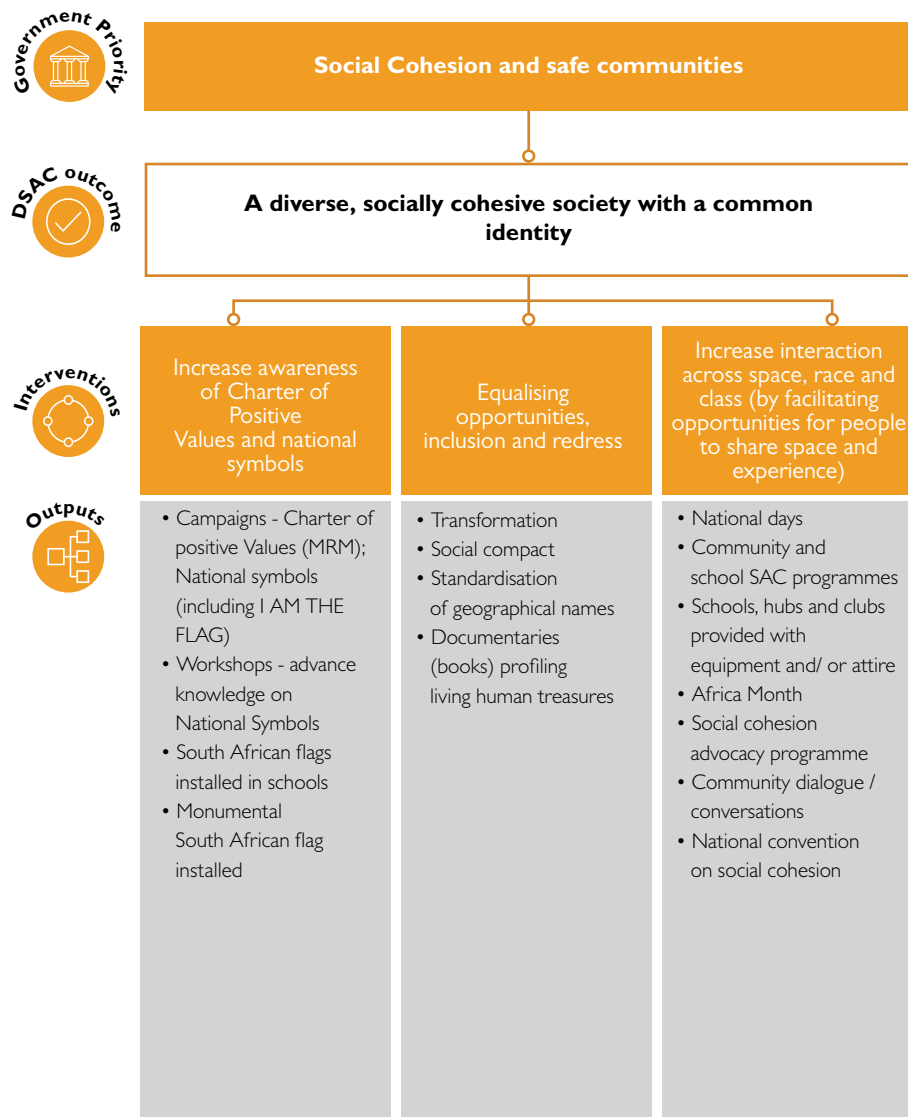 Government Priority
Social Cohesion and safe communities
DSAC outcome
A diverse, socially cohesive society with a common
identity
Interventions
Increase awareness
of Charter of
Positive
Values and national
symbols
Equalising
opportunities,
inclusion and redress
Increase interaction
across space, race and
class (by facilitating
opportunities for people
to share space and
experience)
Outputs
• Campaigns - Charter of
positive Values (MRM);
National symbols
(including I AM THE
FLAG)
• Workshops - advance
knowledge on
National Symbols
• South African flags
installed in schools
• Monumental
South African flag
installed
• Transformation
• Social compact
• Standardisation
of geographical names
• Documentaries
(books) profiling
living human treasures
• National days
• Community and
school SAC programmes
• Schools, hubs and clubs
provided with
equipment and/ or attire
• Africa Month
• Social cohesion
advocacy programme
• Community dialogue /
conversations
• National convention
on social cohesion